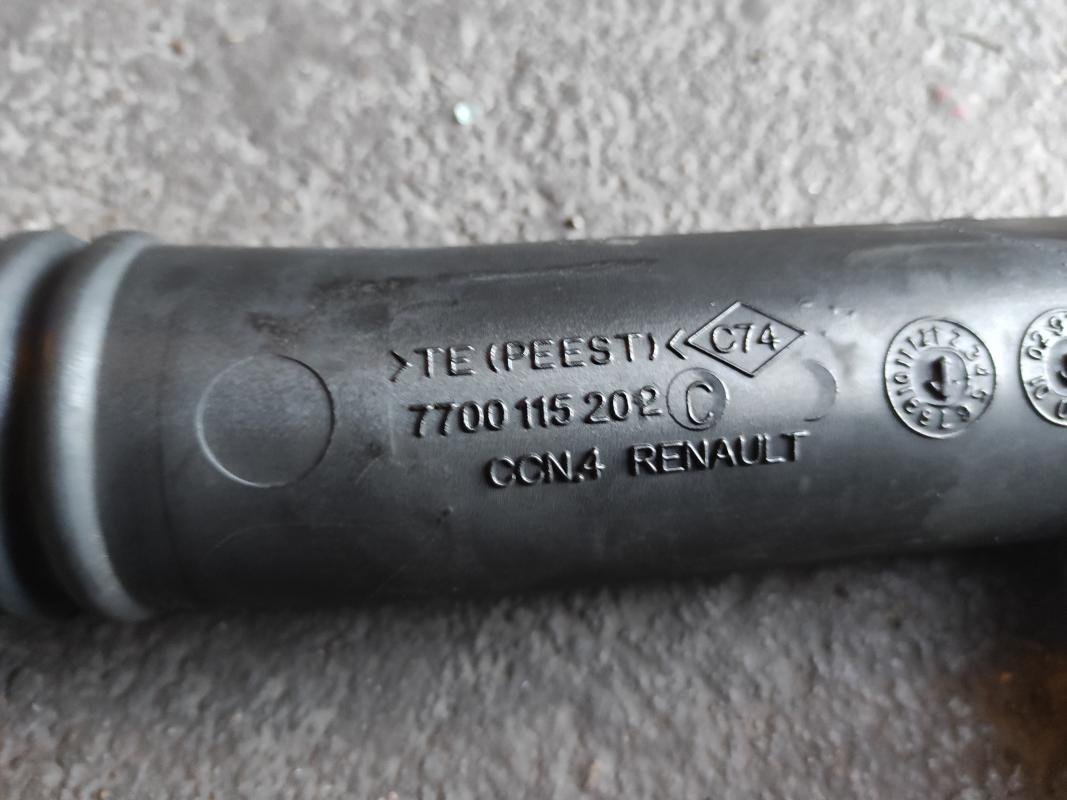 >TE(PEEST)< C74
7700 115 202 C
CCN.4 RENAULT